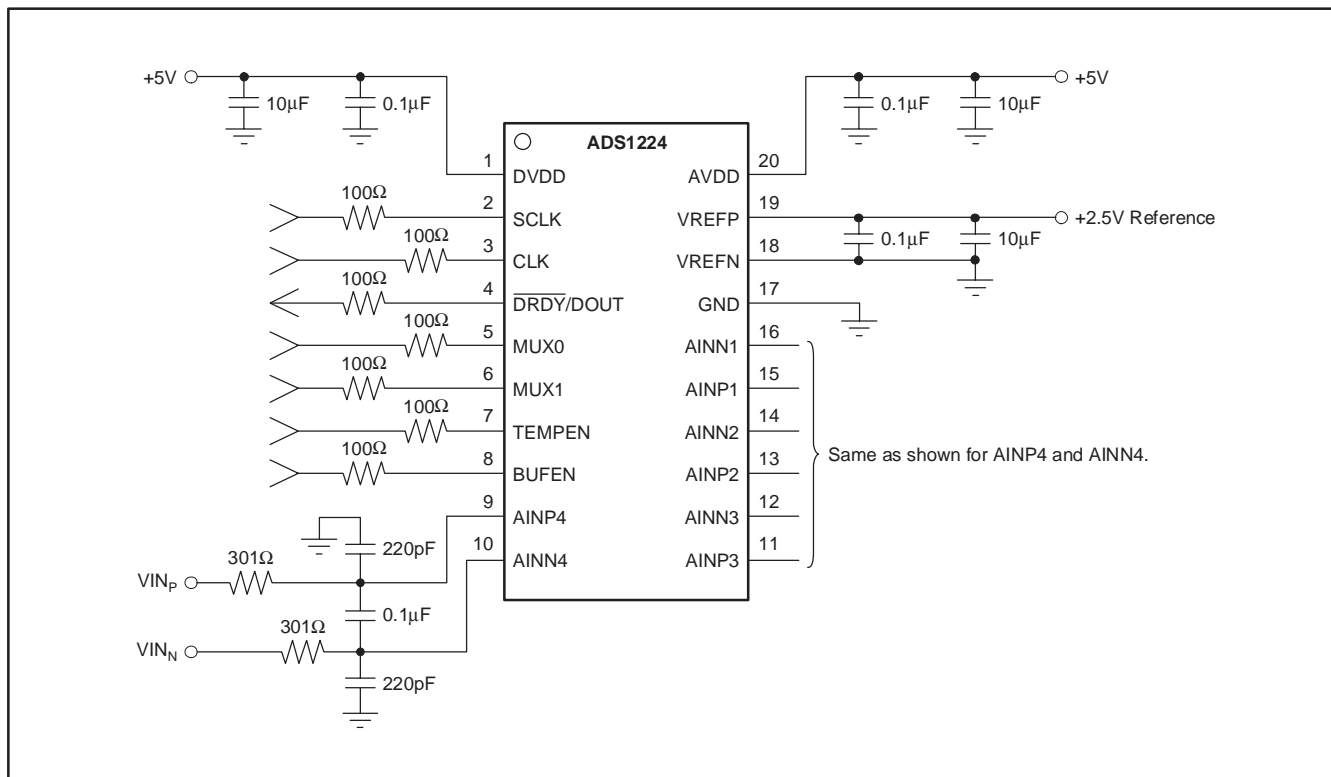 +5V
10µF
0.1µF
0.1µF
10µF
+5V
ADS1224
1
DVDD
AVDD
20
100Ω
2
SCLK
VREFP
19
+2.5V Reference
0.1µF
10µF
100Ω
3
CLK
VREFN
18
100Ω
4
DRDY/DOUT
GND
17
100Ω
5
MUX0
AINN1
16
100Ω
6
MUX1
AINP1
15
100Ω
7
TEMPEN
AINN2
14
100Ω
8
BUFEN
AINP2
13
Same as shown for AINP4 and AINN4.
9
AINP4
AINN3
12
220pF
10
AINN4
AINP3
11
301Ω
VINP
0.1µF
301Ω
VINN
220pF